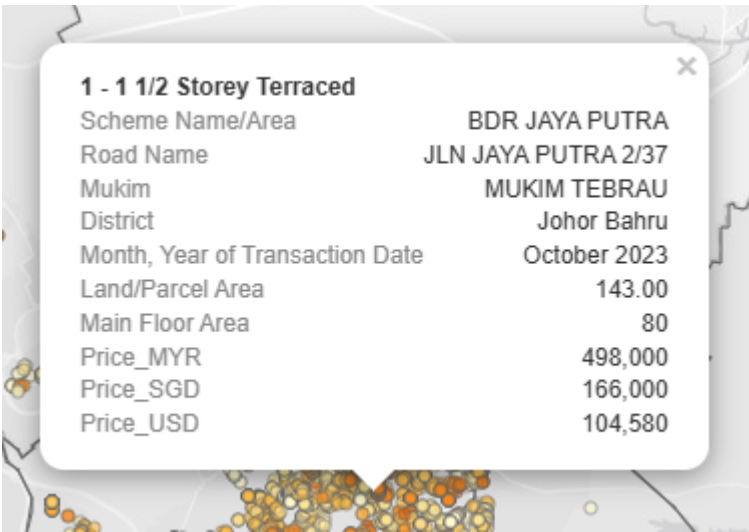 ×
1 - 1 1/2 Storey Terraced
Scheme Name/Area BDR JAYA PUTRA
Road Name JLN JAYA PUTRA 2/37
Mukim MUKIM TEBRAU
District Johor Bahru
Month, Year of Transaction Date October 2023
Land/Parcel Area 143.00
Main Floor Area 80
Price_MYR 498,000
Price_SGD 166,000
Price_USD 104,580